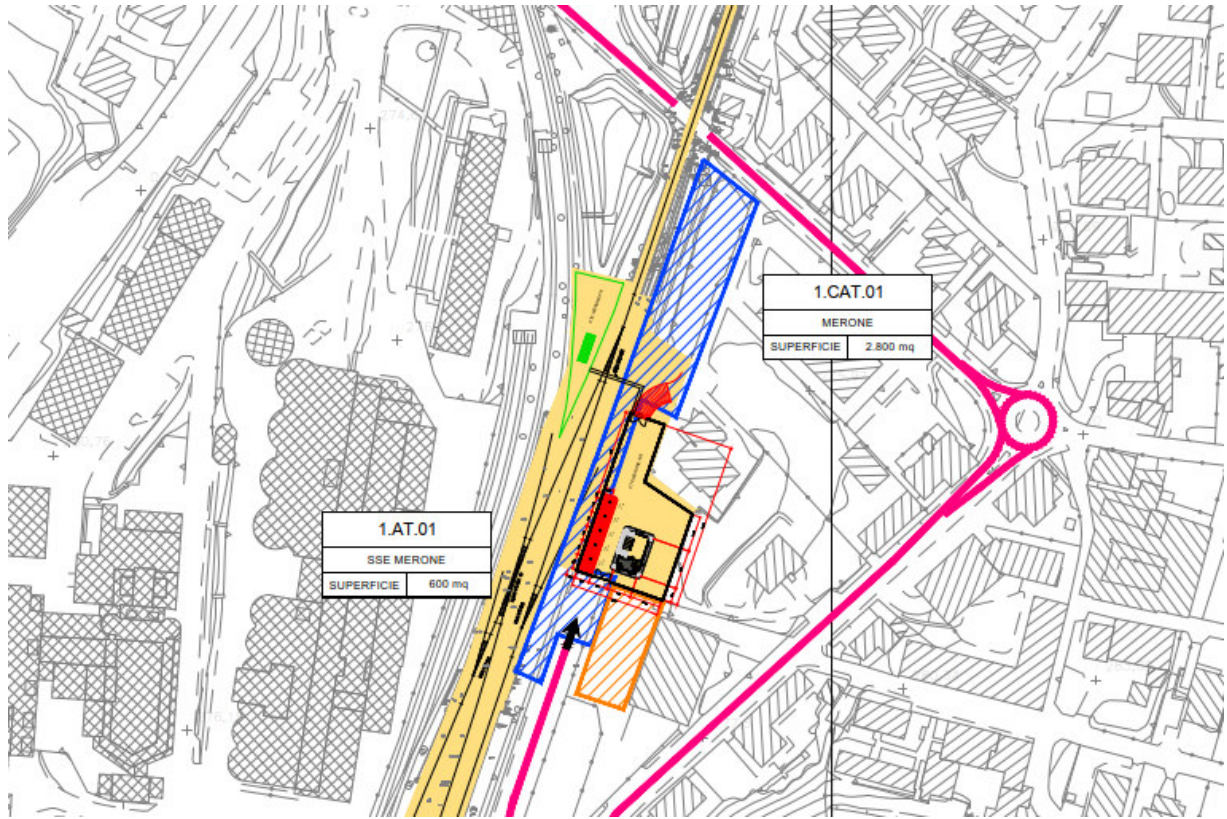 1.CAT.01
MERONE
SUPERFICIE 2.800 mq
1.AT.01
SSE MERONE
SUPERFICIE 600 mq